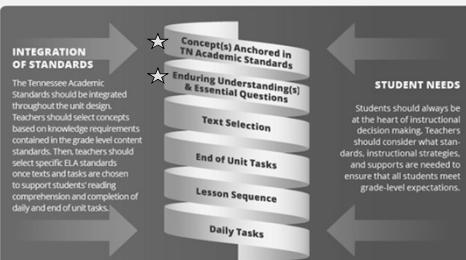 INTEGRATION
OF STANDARDS
The Tennessee Academic
Standards should be integrated
throughout the unit design.
Teachers should select concepts
based on knowledge requirements
contained in the grade level content
standards. Then, teachers should
select specific ELA standards
once texts and tasks are chosen
to support students' reading
comprehension and completion of
daily and end of unit tasks.
Concept(s) Anchored in
TN Academic Standards
Enduring Understanding(s)
& Essential Questions
Text Selection
End of Unit Tasks
Lesson Sequence
Daily Tasks
STUDENT NEEDS
Students should always be
at the heart of instructional
decision making. Teachers
should consider what stan-
dards, instructional strategies,
and supports are needed to
ensure that all students meet
grade-level expectations.